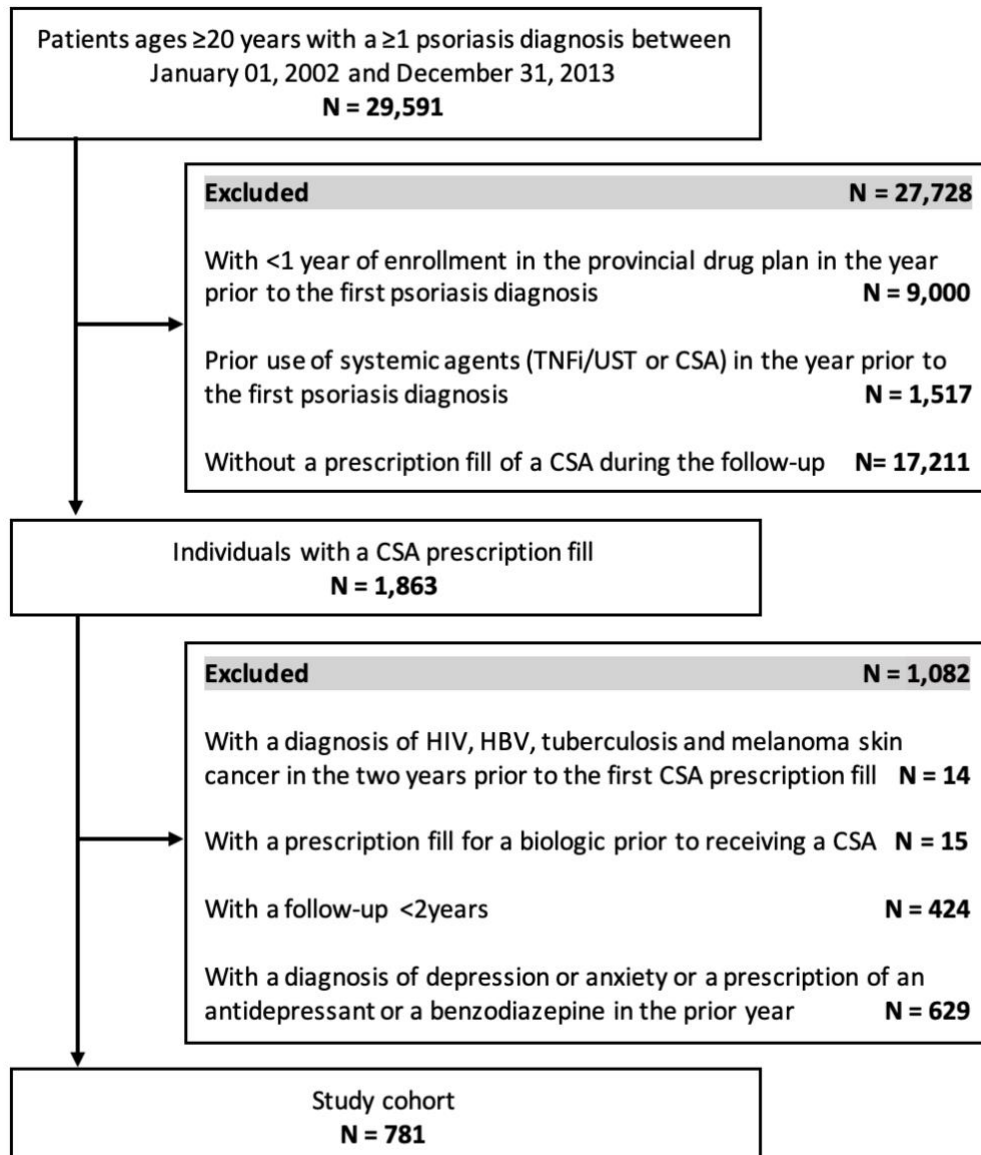 Patients ages ≥20 years with a ≥1 psoriasis diagnosis between
January 01, 2002 and December 31, 2013
N = 29,591
Excluded N = 27,728
With <1 year of enrollment in the provincial drug plan in the year
prior to the first psoriasis diagnosis N = 9,000
Prior use of systemic agents (TNFi/UST or CSA) in the year prior to
the first psoriasis diagnosis N = 1,517
Without a prescription fill of a CSA during the follow-up N= 17,211
Individuals with a CSA prescription fill
N = 1,863
Excluded N = 1,082
With a diagnosis of HIV, HBV, tuberculosis and melanoma skin
cancer in the two years prior to the first CSA prescription fill N = 14
With a prescription fill for a biologic prior to receiving a CSA N = 15
With a follow-up <2years N = 424
With a diagnosis of depression or anxiety or a prescription of an
antidepressant or a benzodiazepine in the prior year N = 629
Study cohort
N = 781